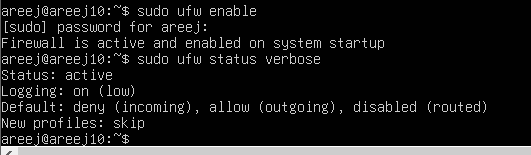 areej@areej10:~$ sudo ufw enable
[sudo] password for areej:
Firewall is active and enabled on system startup
areej@areej10:~$ sudo ufw status verbose
Status: active
Logging: on (low)
Default: deny (incoming), allow (outgoing), disabled (routed)
New profiles: skip
areej@areej10:~$